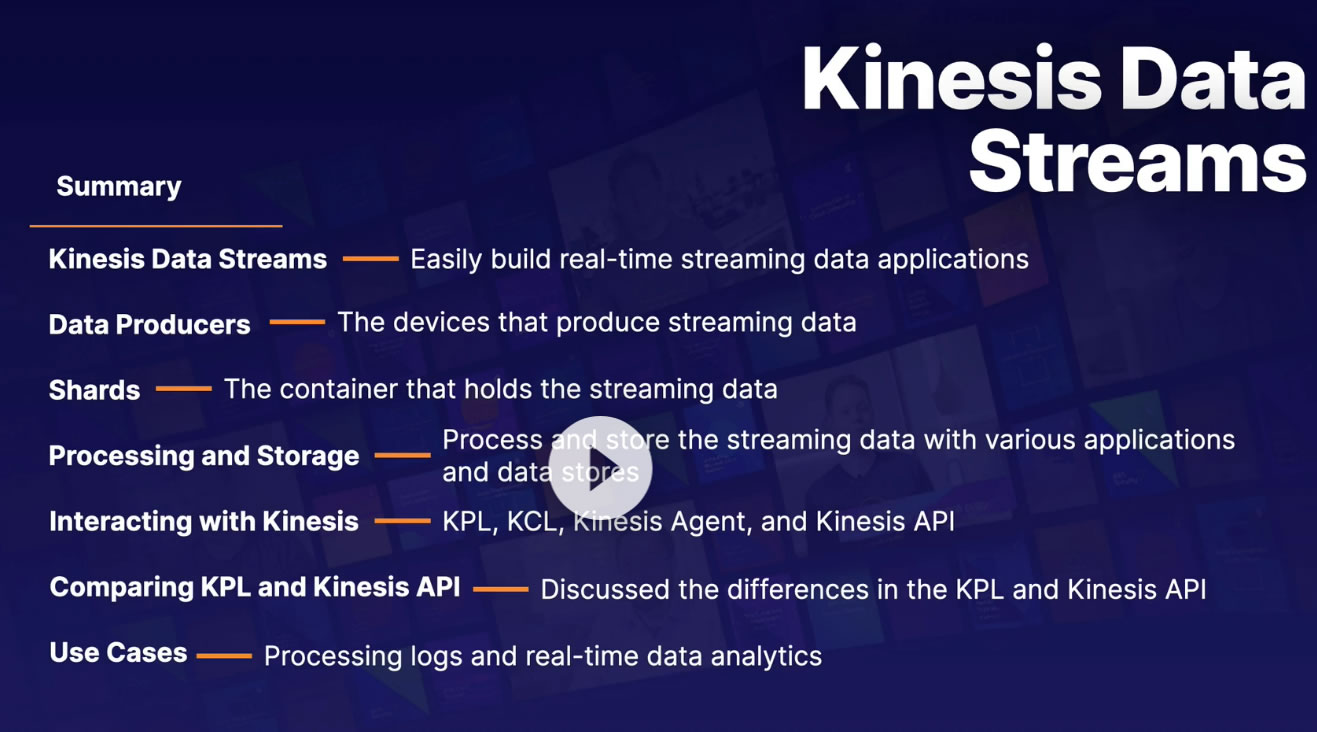 Kinesis Data
Streams
Summary
Kinesis Data Streams — Easily build real-time streaming data applications
Data Producers — The devices that produce streaming data
Shards — The container that holds the streaming data
Processing and Storage — Process and store the streaming data with various applications
and data stores
Interacting with Kinesis — KPL, KCL, Kinesis Agent, and Kinesis API
Comparing KPL and Kinesis API — Discussed the differences in the KPL and Kinesis API
Use Cases — Processing logs and real-time data analytics